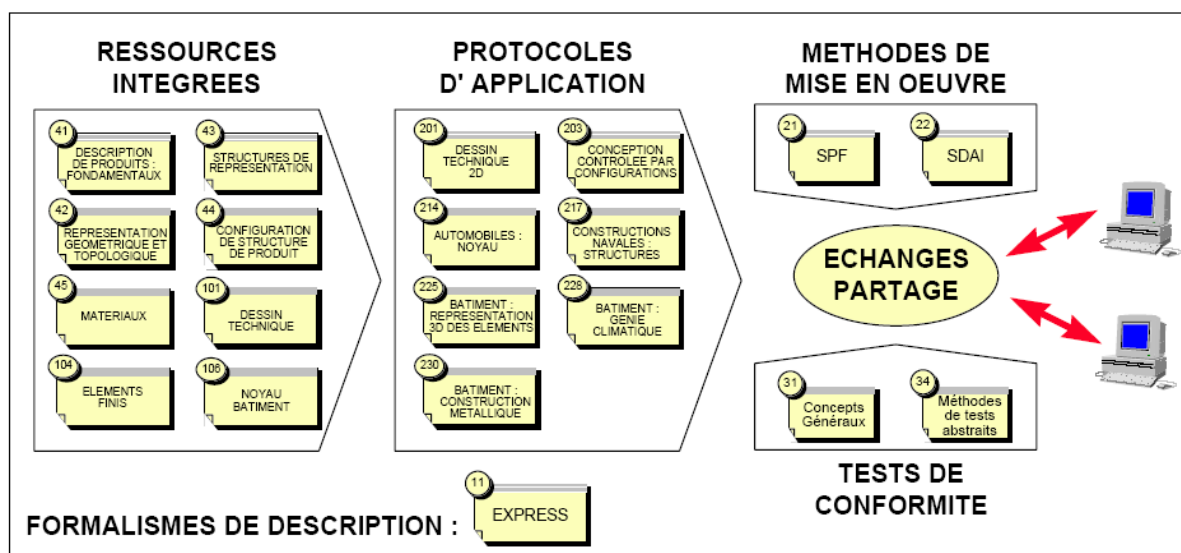 RESSOURCES
INTEGREES
PROTOCOLES
D' APPLICATION
METHODES DE
MISE EN OEUVRE
41
DESCRIPTION
DE PRODUITS :
FONDAMENTAUX
43
STRUCTURES DE
REPRESENTATION
42
REPRESENTATION
GEOMETRIQUE ET
TOPOLOGIQUE
44
CONFIGURATION
DE STRUCTURE
DE PRODUIT
45
MATERIAUX
101
DESSIN
TECHNIQUE
104
ELEMENTS
FINIS
106
NOYAU
BATIMENT
201
DESSIN
TECHNIQUE
2D
203
CONCEPTION
CONTROLEE PAR
CONFIGURATIONS
214
AUTOMOBILES :
NOYAU
217
CONSTRUCTIONS
NAVALES :
STRUCTURES
225
BATIMENT :
REPRESENTATION
3D DES ELEMENTS
228
BATIMENT :
GENIE
CLIMATIQUE
230
BATIMENT :
CONSTRUCTION
METALLIQUE
21
SPF
22
SDAI
ECHANGES
PARTAGE
31
Concepts
Généraux
34
Méthodes
de tests
abstraits
TESTS DE
CONFORMITE
FORMALISMES DE DESCRIPTION :
11
EXPRESS